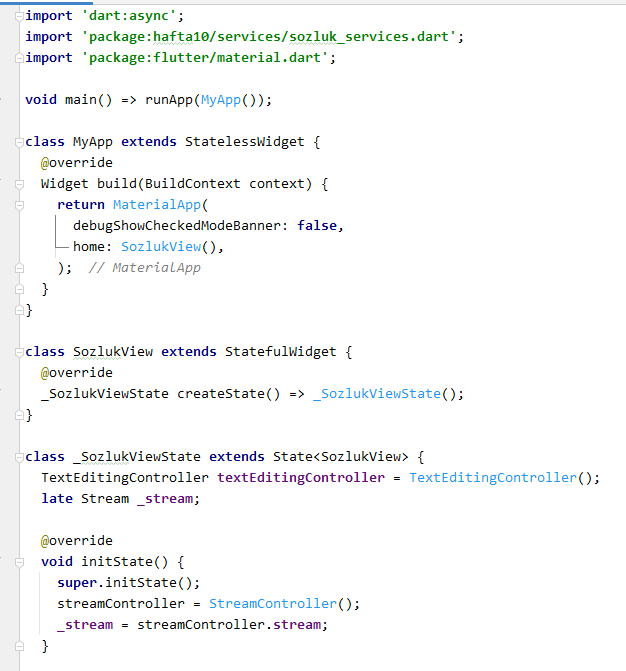 import 'dart:async';
import 'package:hafta10/services/sozluk_services.dart';
import 'package:flutter/material.dart';

void main() => runApp(MyApp());

class MyApp extends StatelessWidget {
  @override
  Widget build(BuildContext context) {
    return MaterialApp(
      debugShowCheckedModeBanner: false,
      home: SozlukView(),
    );  // MaterialApp
  }
}

class SozlukView extends StatefulWidget {
  @override
  _SozlukViewState createState() => _SozlukViewState();
}

class _SozlukViewState extends State<SozlukView> {
  TextEditingController textEditingController = TextEditingController();
  late Stream _stream;

  @override
  void initState() {
    super.initState();
    streamController = StreamController();
    _stream = streamController.stream;
  }